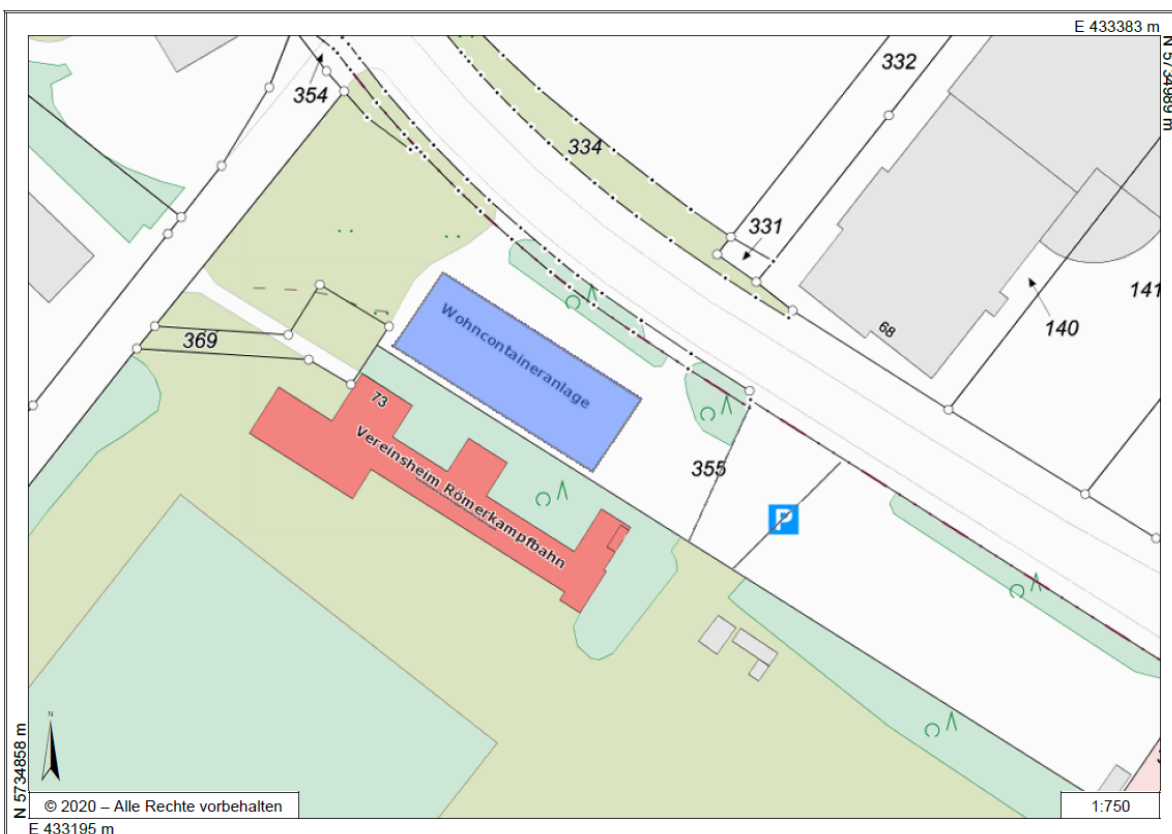 E 433383 m
N 5734989 m
332
354
334
331
141
140
68
369
Wohncontaineranlage
73
Vereinsheim Römerkampfbahn
355
P
N
N 5734858 m
© 2020 – Alle Rechte vorbehalten
1:750
E 433195 m